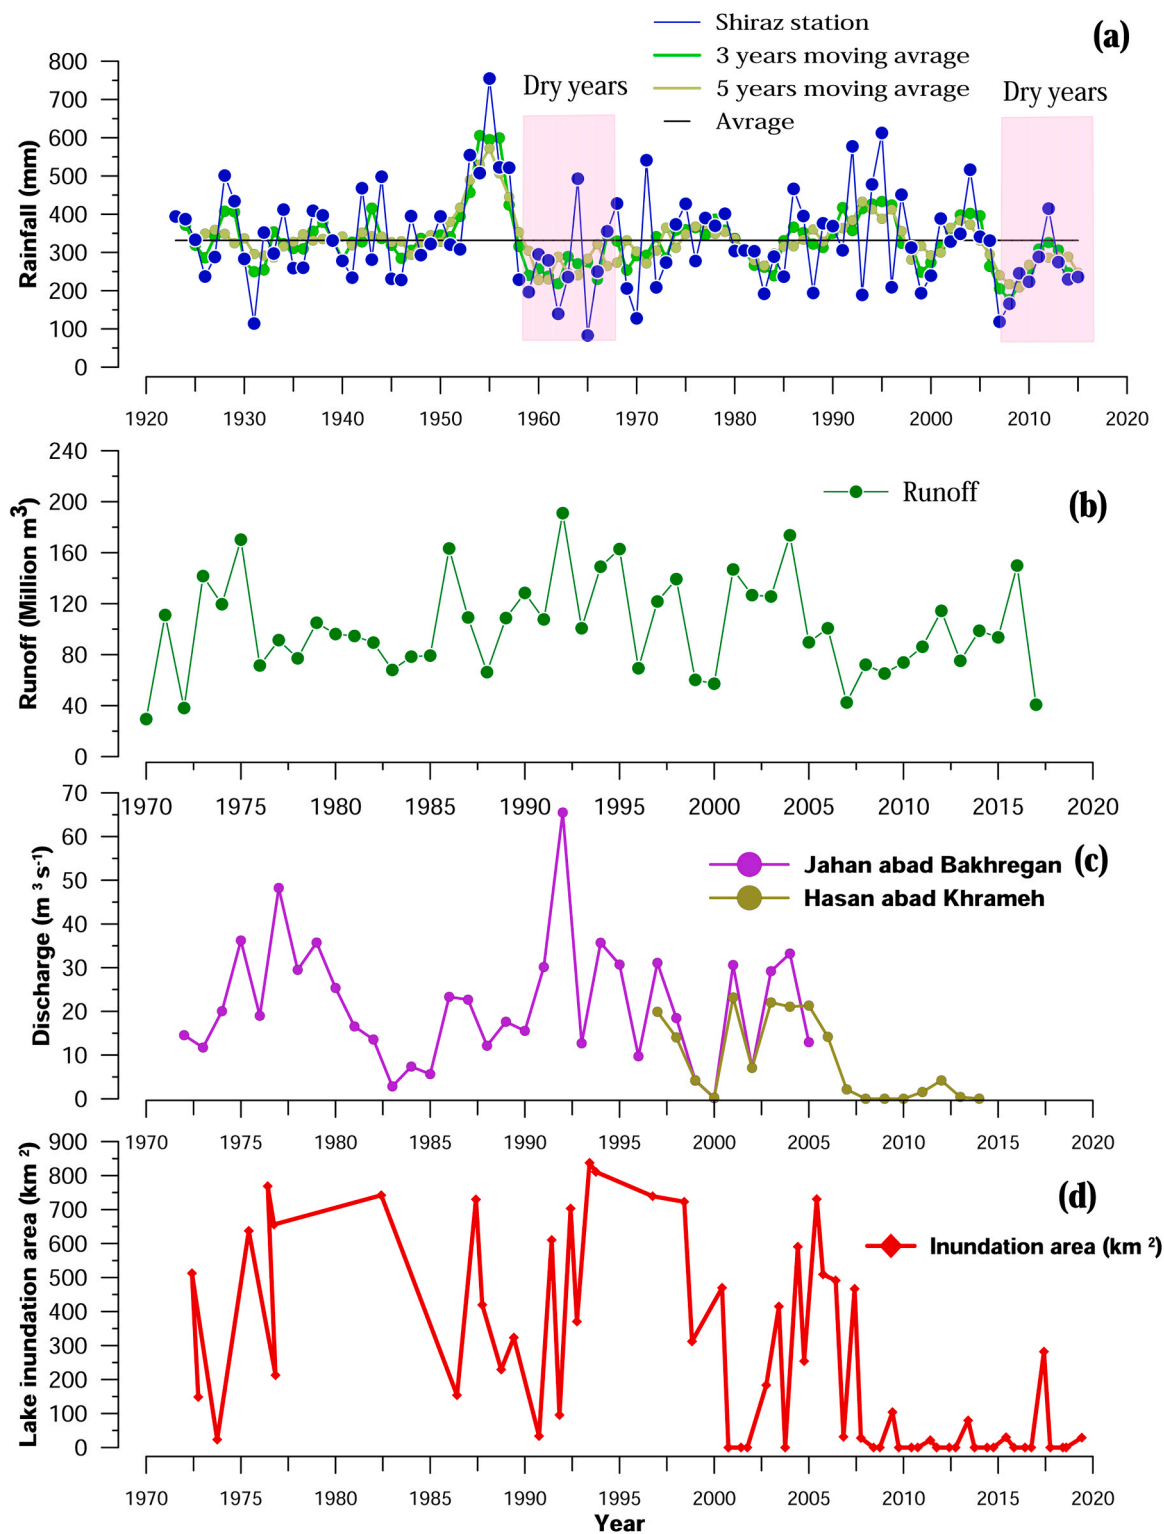 Shiraz station
(a)
3 years moving avrage
5 years moving avrage
Avrage
Dry years
Dry years
Rainfall (mm)
800
700
600
500
400
300
200
100
0
1920 1930 1940 1950 1960 1970 1980 1990 2000 2010 2020
Runoff
(b)
Runoff (Million m³)
240
200
160
120
80
40
0
1970 1975 1980 1985 1990 1995 2000 2005 2010 2015 2020
Jahan abad Bakhregan
(c)
Hasan abad Khrameh
Discharge (m ³ s⁻¹)
70
60
50
40
30
20
10
0
1970 1975 1980 1985 1990 1995 2000 2005 2010 2015 2020
(d)
Inundation area (km ²)
Lake inundation area (km ²)
900
800
700
600
500
400
300
200
100
0
1970 1975 1980 1985 1990 1995 2000 2005 2010 2015 2020
Year